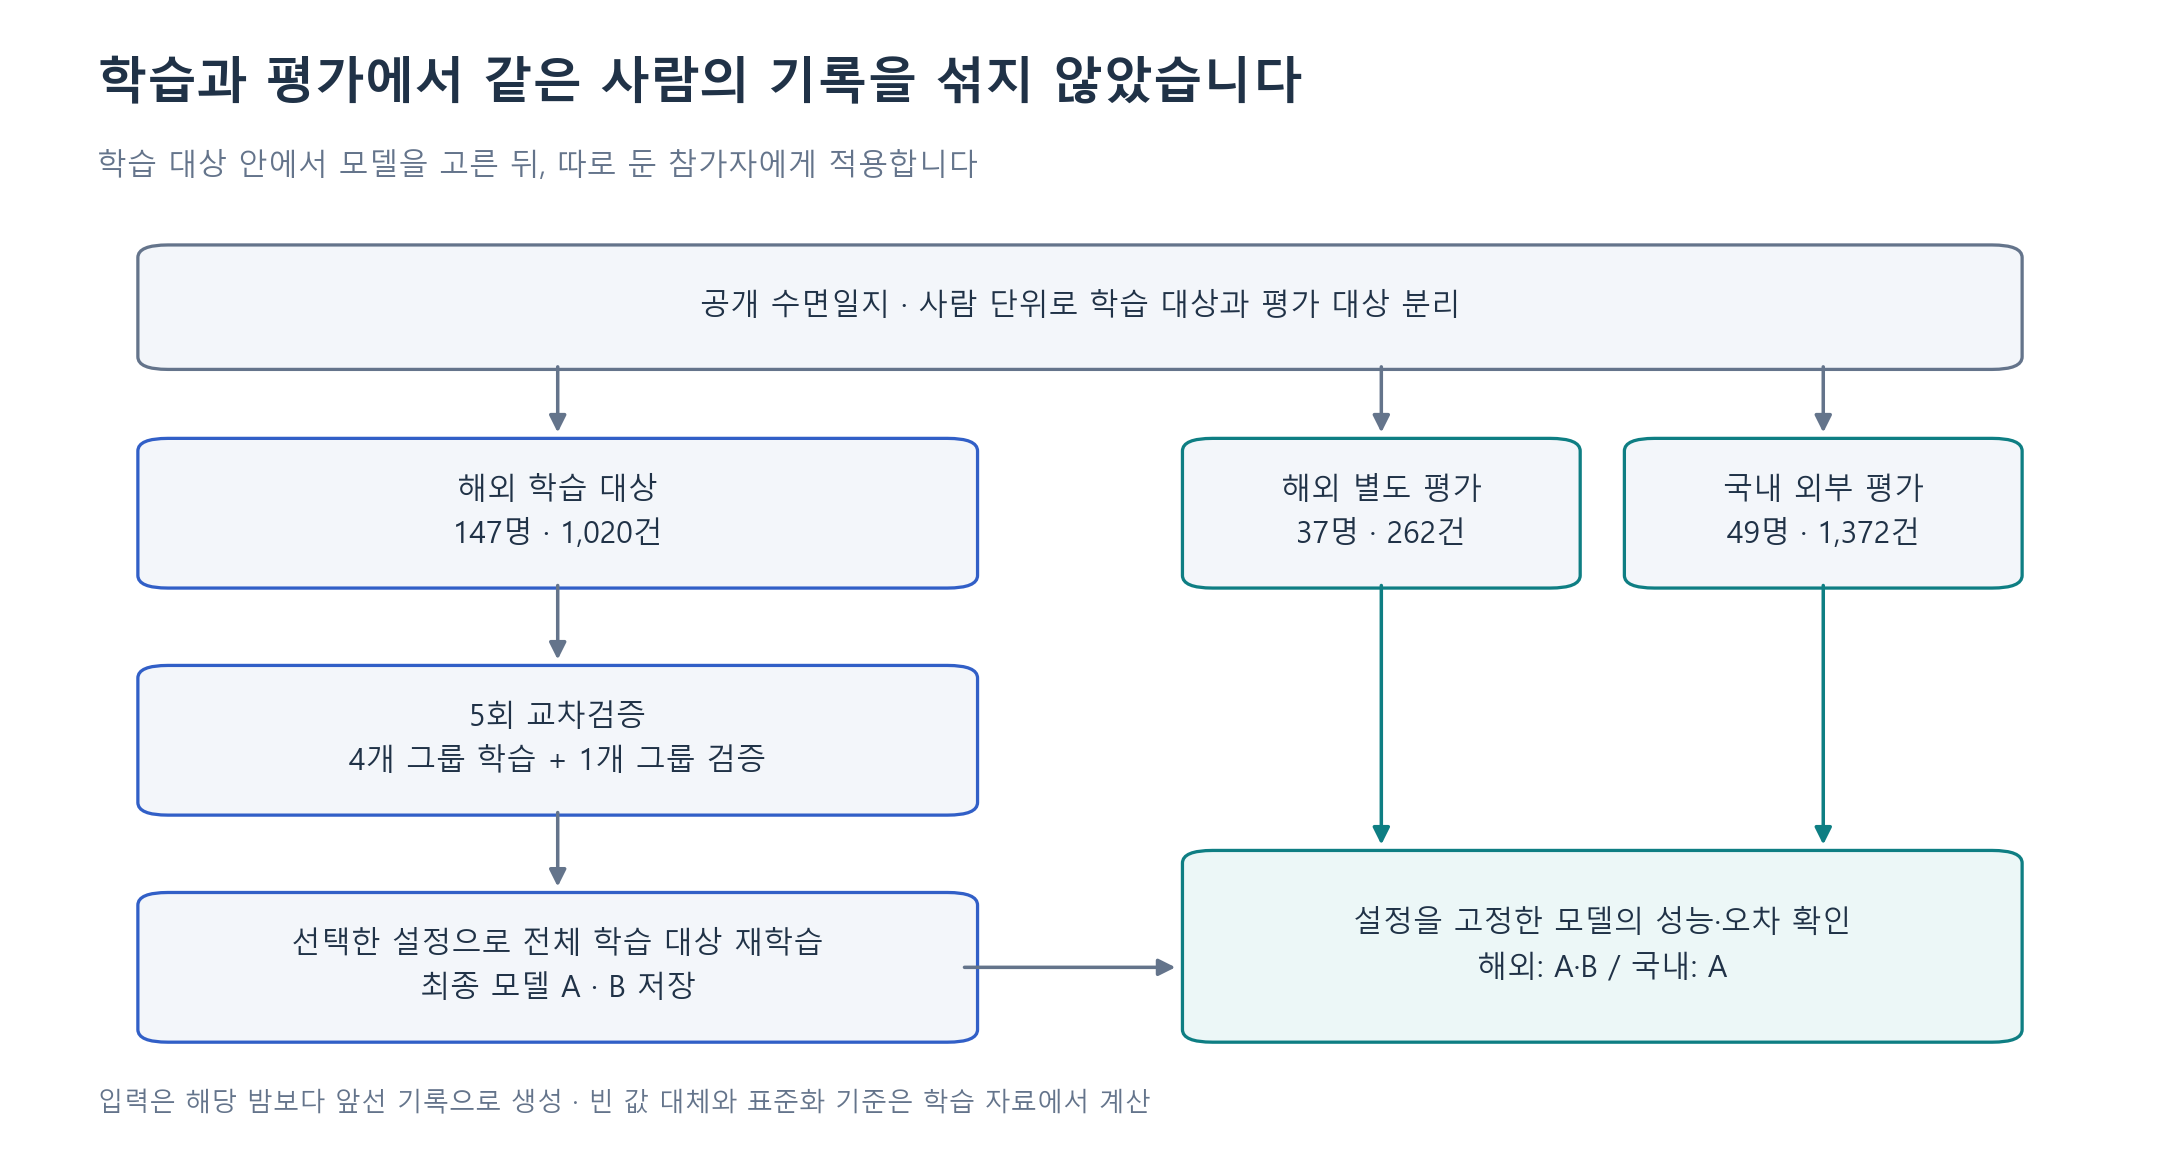 학습과 평가에서 같은 사람의 기록을 섞지 않았습니다
학습 대상 안에서 모델을 고른 뒤, 따로 둔 참가자에게 적용합니다
공개 수면일지 · 사람 단위로 학습 대상과 평가 대상 분리
해외 학습 대상
147명 · 1,020건
해외 별도 평가
37명 · 262건
국내 외부 평가
49명 · 1,372건
5회 교차검증
4개 그룹 학습 + 1개 그룹 검증
선택한 설정으로 전체 학습 대상 재학습
최종 모델 A · B 저장
설정을 고정한 모델의 성능·오차 확인
해외: A·B / 국내: A
입력은 해당 밤보다 앞선 기록으로 생성 · 빈 값 대체와 표준화 기준은 학습 자료에서 계산